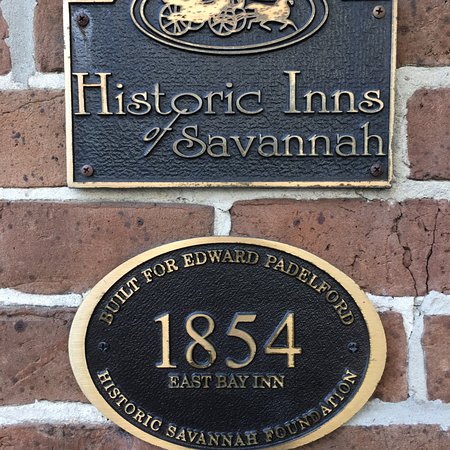 Historic Inns
of Savannah
BUILT FOR EDWARD PADELFORD
1854
EAST BAY INN
HISTORIC SAVANNAH FOUNDATION